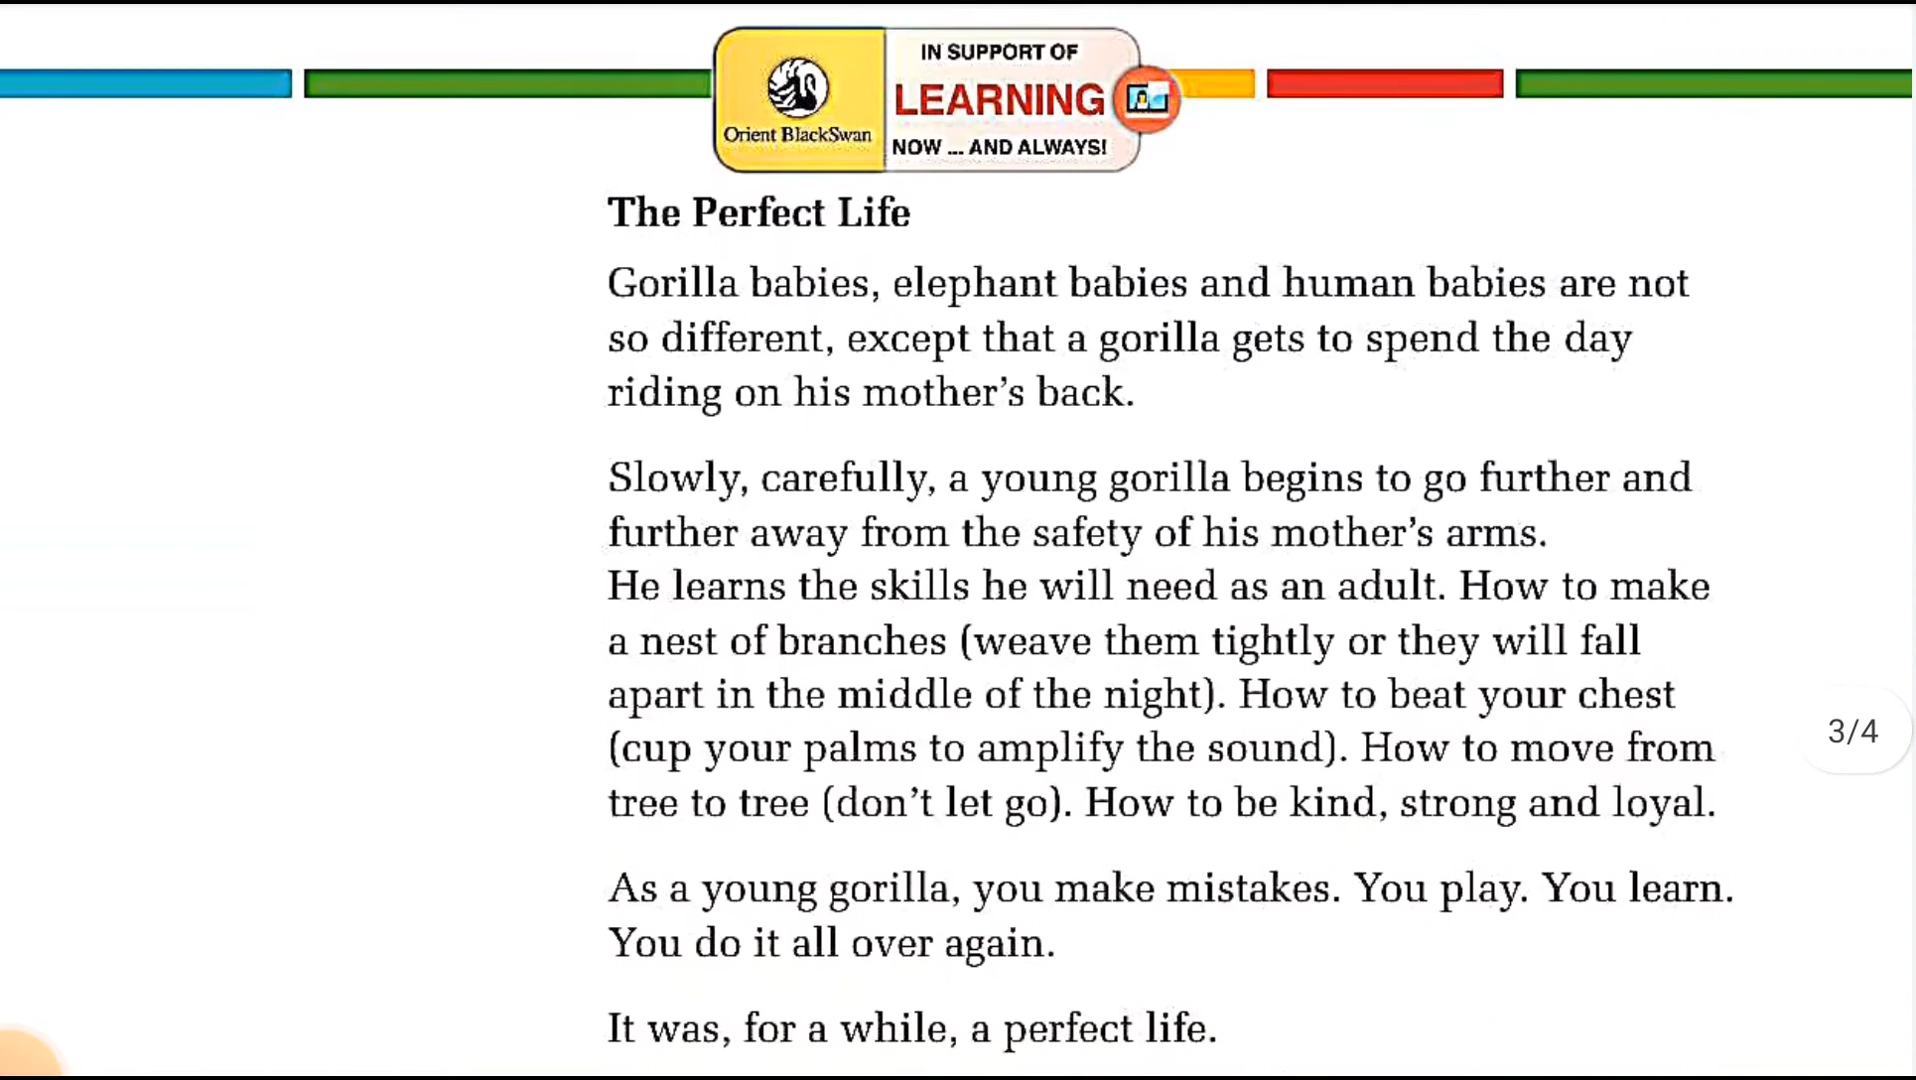 Orient BlackSwan
IN SUPPORT OF
LEARNING
NOW ... AND ALWAYS!
The Perfect Life
Gorilla babies, elephant babies and human babies are not
so different, except that a gorilla gets to spend the day
riding on his mother’s back.
Slowly, carefully, a young gorilla begins to go further and
further away from the safety of his mother’s arms.
He learns the skills he will need as an adult. How to make
a nest of branches (weave them tightly or they will fall
apart in the middle of the night). How to beat your chest
(cup your palms to amplify the sound). How to move from
tree to tree (don’t let go). How to be kind, strong and loyal.
As a young gorilla, you make mistakes. You play. You learn.
You do it all over again.
It was, for a while, a perfect life.
3/4